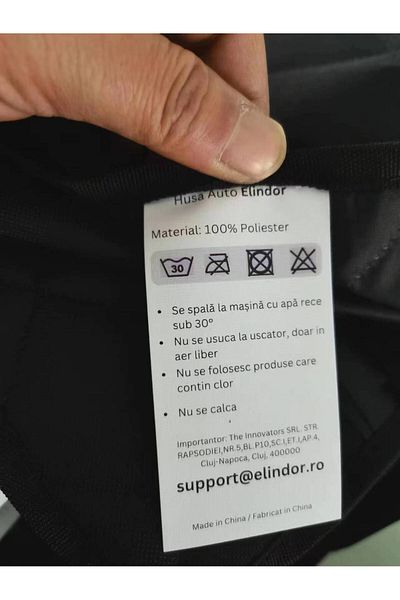 Husa Auto Elindor
Material: 100% Poliester
30
• Se spală la mașină cu apă rece
sub 30°
• Nu se usuca la uscator, doar in
aer liber
• Nu se folosesc produse care
contin clor
• Nu se calca
Importantor: The Innovators SRL. STR.
RAPSODIEI,NR.5,BL.P10,SC.I,ET.I,AP.4,
Cluj-Napoca, Cluj, 400000
support@elindor.ro
Made in China / Fabricat in China